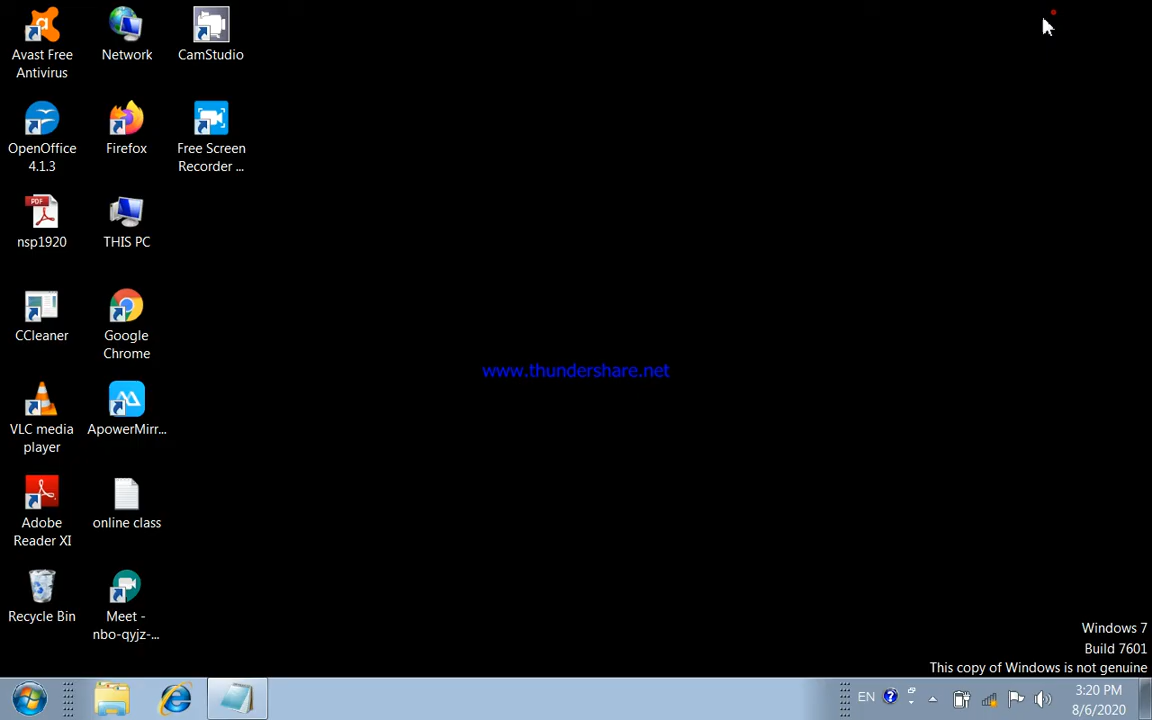 Avast Free
Antivirus
Network
CamStudio
OpenOffice
4.1.3
Firefox
Free Screen
Recorder ...
PDF
nsp1920
THIS PC
CCleaner
Google
Chrome
VLC media
player
ApowerMirr...
Adobe
Reader XI
online class
Recycle Bin
Meet -
nbo-qyjz-...
www.thundershare.net
Windows 7
Build 7601
This copy of Windows is not genuine
EN
3:20 PM
8/6/2020